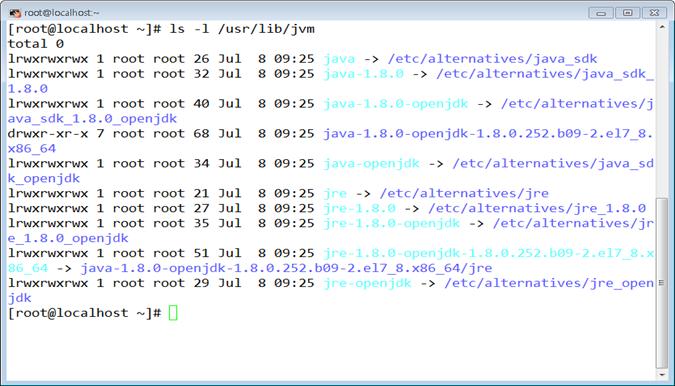 root@localhost:~
[root@localhost ~]# ls -l /usr/lib/jvm
total 0
lrwxrwxrwx 1 root root 26 Jul  8 09:25 java -> /etc/alternatives/java_sdk
lrwxrwxrwx 1 root root 32 Jul  8 09:25 java-1.8.0 -> /etc/alternatives/java_sdk_
1.8.0
lrwxrwxrwx 1 root root 40 Jul  8 09:25 java-1.8.0-openjdk -> /etc/alternatives/j
ava_sdk_1.8.0_openjdk
drwxr-xr-x 7 root root 68 Jul  8 09:25 java-1.8.0-openjdk-1.8.0.252.b09-2.el7_8.
x86_64
lrwxrwxrwx 1 root root 34 Jul  8 09:25 java-openjdk -> /etc/alternatives/java_sd
k_openjdk
lrwxrwxrwx 1 root root 21 Jul  8 09:25 jre -> /etc/alternatives/jre
lrwxrwxrwx 1 root root 27 Jul  8 09:25 jre-1.8.0 -> /etc/alternatives/jre_1.8.0
lrwxrwxrwx 1 root root 35 Jul  8 09:25 jre-1.8.0-openjdk -> /etc/alternatives/jr
e_1.8.0_openjdk
lrwxrwxrwx 1 root root 51 Jul  8 09:25 jre-1.8.0-openjdk-1.8.0.252.b09-2.el7_8.x
86_64 -> java-1.8.0-openjdk-1.8.0.252.b09-2.el7_8.x86_64/jre
lrwxrwxrwx 1 root root 29 Jul  8 09:25 jre-openjdk -> /etc/alternatives/jre_open
jdk
[root@localhost ~]#